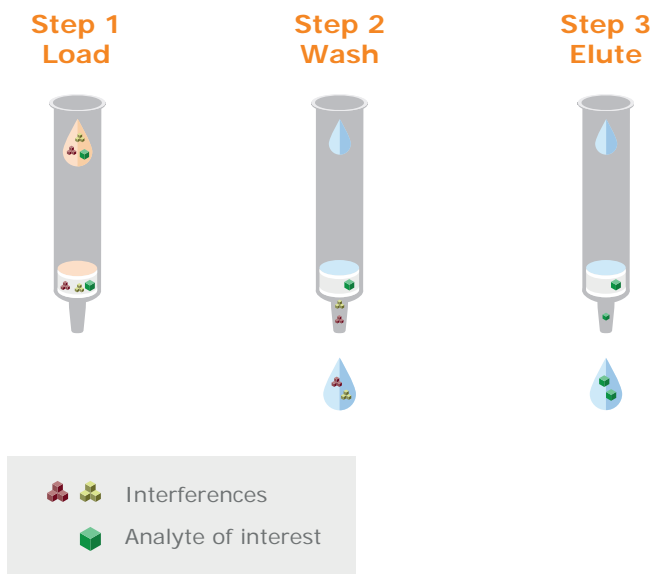 Step 1
Load
Step 2
Wash
Step 3
Elute
Interferences
Analyte of interest